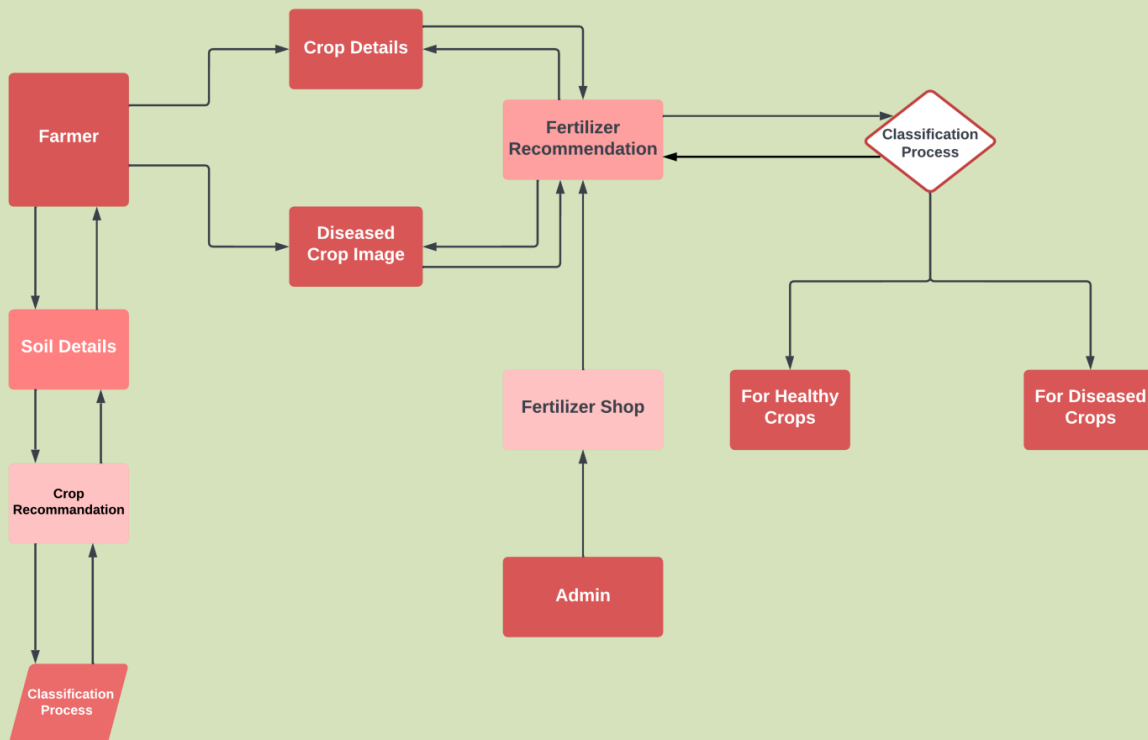 Crop Details
Farmer
Fertilizer
Recommendation
Classification
Process
Diseased
Crop Image
Soil Details
Fertilizer Shop
For Healthy
Crops
For Diseased
Crops
Crop
Recommandation
Admin
Classification
Process